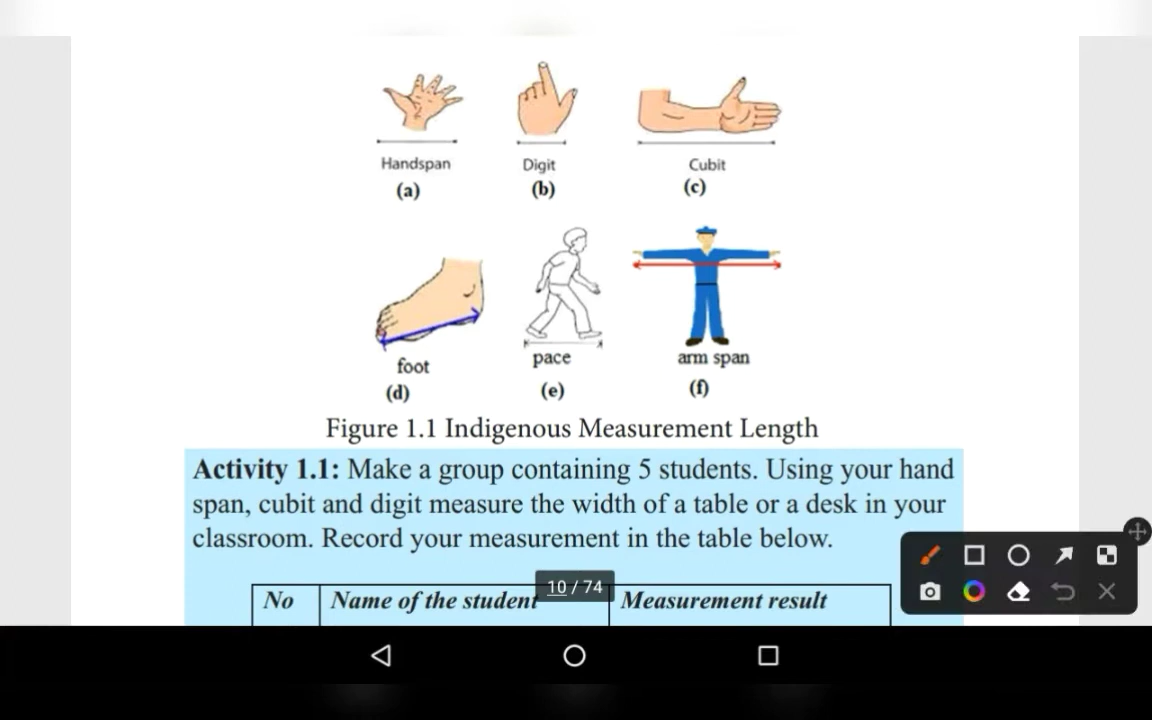 Handspan Digit Cubit
(a) (b) (c)
foot pace arm span
(d) (e) (f)
Figure 1.1 Indigenous Measurement Length
Activity 1.1: Make a group containing 5 students. Using your hand
span, cubit and digit measure the width of a table or a desk in your
classroom. Record your measurement in the table below.
10 / 74
No Name of the student Measurement result